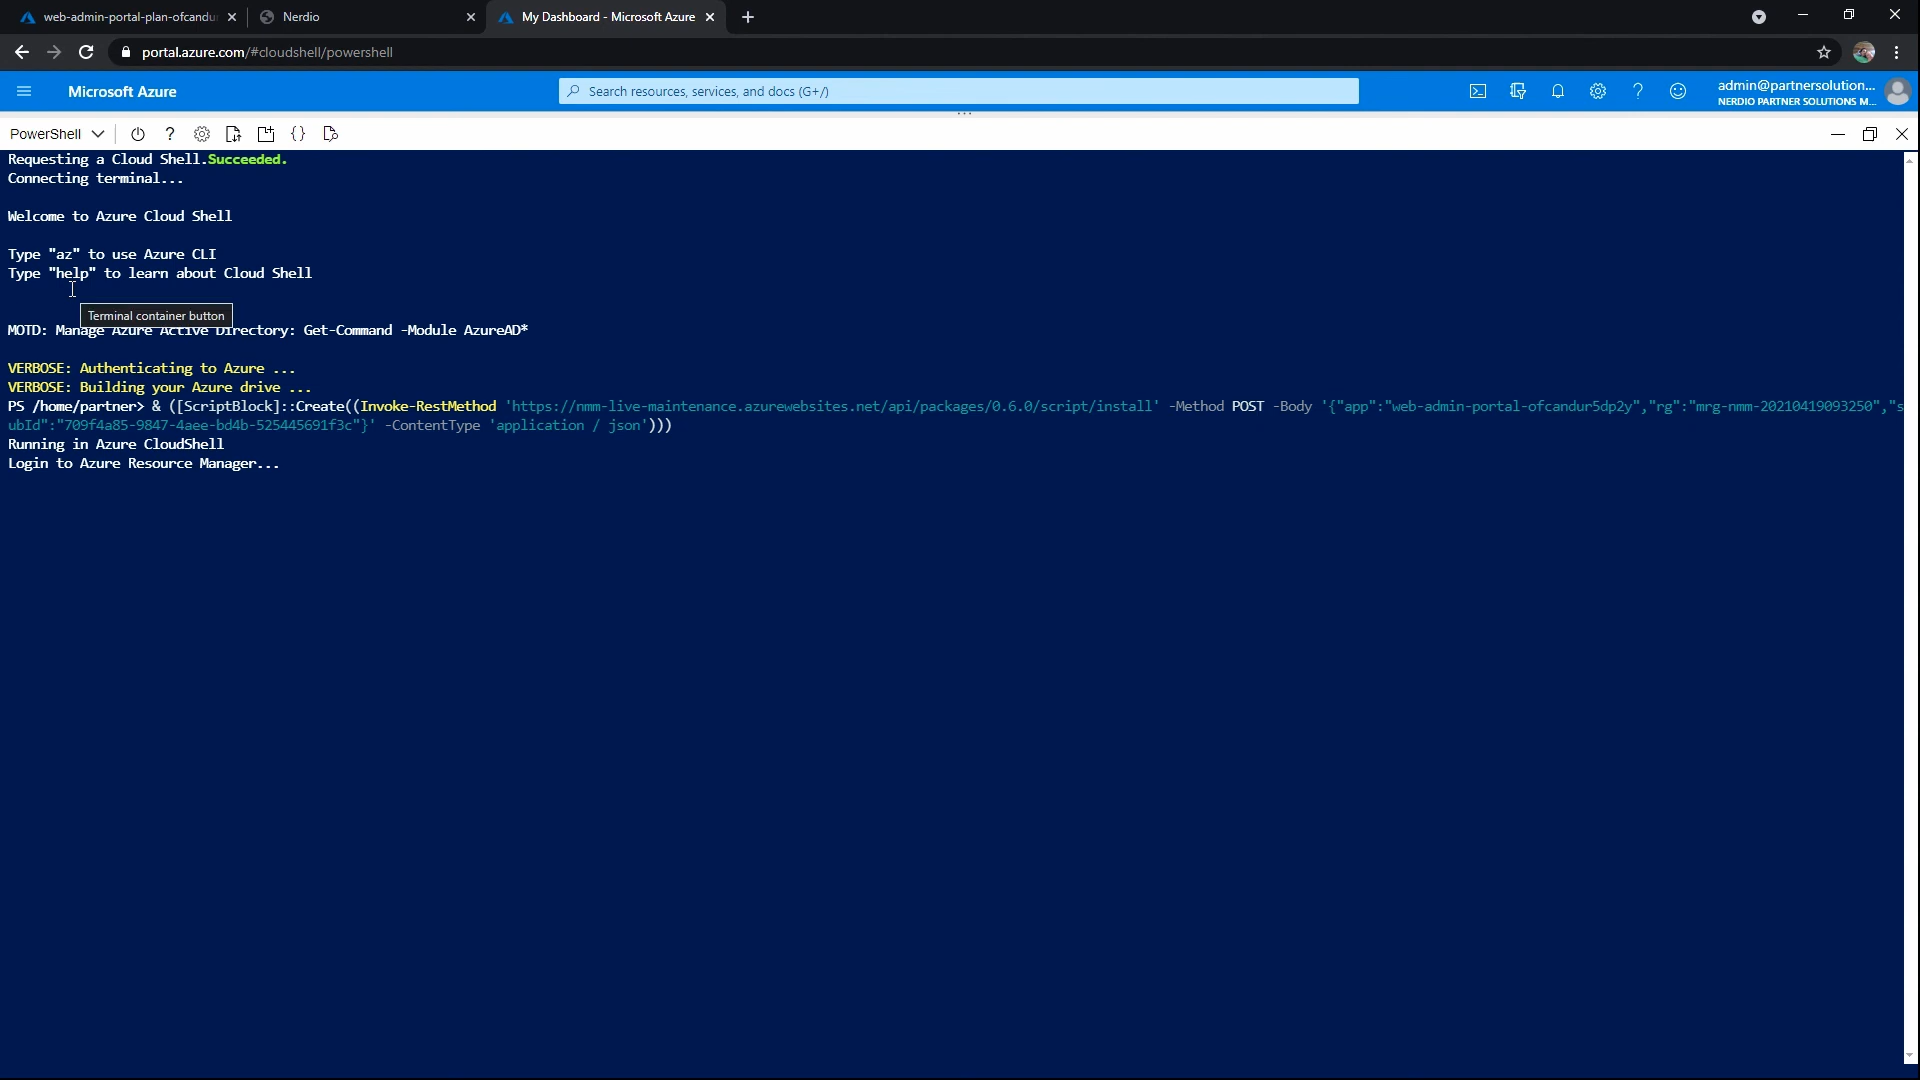 web-admin-portal-plan-ofcandu
Nerdio
My Dashboard - Microsoft Azure
portal.azure.com/#cloudshell/powershell
Microsoft Azure
Search resources, services, and docs (G+/)
admin@partnersolution...
NERDIO PARTNER SOLUTIONS M...
PowerShell
Requesting a Cloud Shell.Succeeded.
Connecting terminal...
Welcome to Azure Cloud Shell
Type "az" to use Azure CLI
Type "help" to learn about Cloud Shell
Terminal container button
MOTD: Manage Azure Active Directory: Get-Command -Module AzureAD*
VERBOSE: Authenticating to Azure ...
VERBOSE: Building your Azure drive ...
PS /home/partner> & ([ScriptBlock]::Create((Invoke-RestMethod 'https://nmm-live-maintenance.azurewebsites.net/api/packages/0.6.0/script/install' -Method POST -Body '{"app":"web-admin-portal-ofcandur5dp2y","rg":"mrg-nmm-20210419093250","s
ubId":"709f4a85-9847-4aee-bd4b-525445691f3c"}' -ContentType 'application / json')))
Running in Azure CloudShell
Login to Azure Resource Manager...